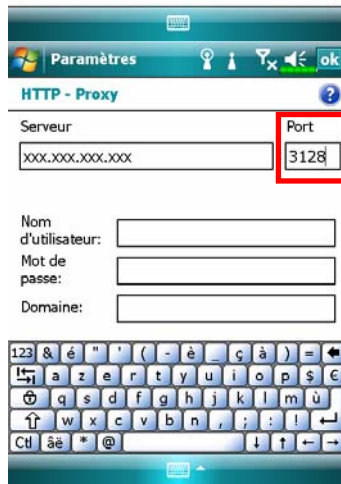 Paramètres ok
HTTP - Proxy ?
Serveur Port
xxx.xxx.xxx.xxx 3128
Nom
d'utilisateur:
Mot de
passe:
Domaine:
123 & é " ' ( - è _ ç à ) =
a z e r t y u i o p $ €
q s d f g h j k l m ù
w x c v b n , ; : !
Ctl âë * @